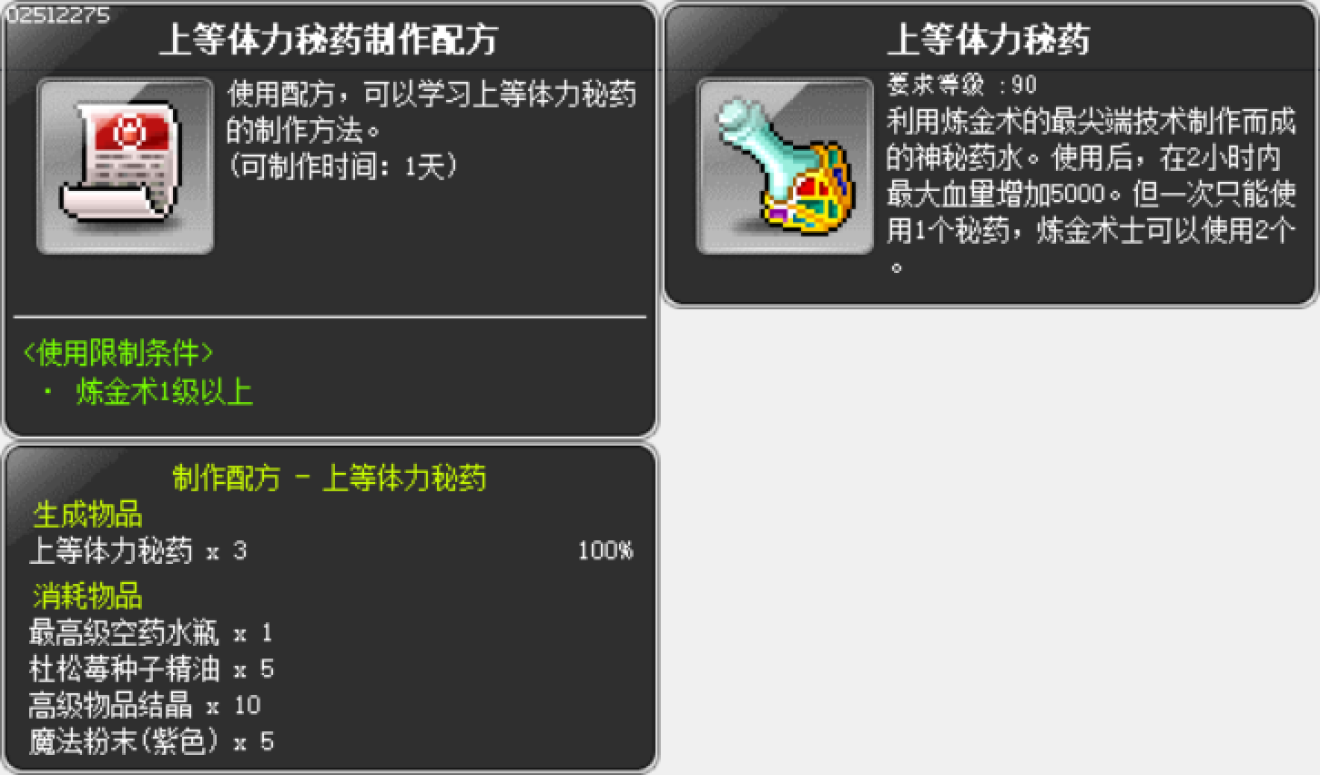 02512275
上等体力秘药制作配方
使用配方，可以学习上等体力秘药
的制作方法。
(可制作时间：1天)
<使用限制条件>
· 炼金术1级以上
制作配方 - 上等体力秘药
生成物品
上等体力秘药 x 3 100%
消耗物品
最高级空药水瓶 x 1
杜松莓种子精油 x 5
高级物品结晶 x 10
魔法粉末(紫色) x 5
上等体力秘药
要求等级 :90
利用炼金术的最尖端技术制作而成
的神秘药水。使用后，在2小时内
最大血量增加5000。但一次只能使
用1个秘药，炼金术士可以使用2个
。